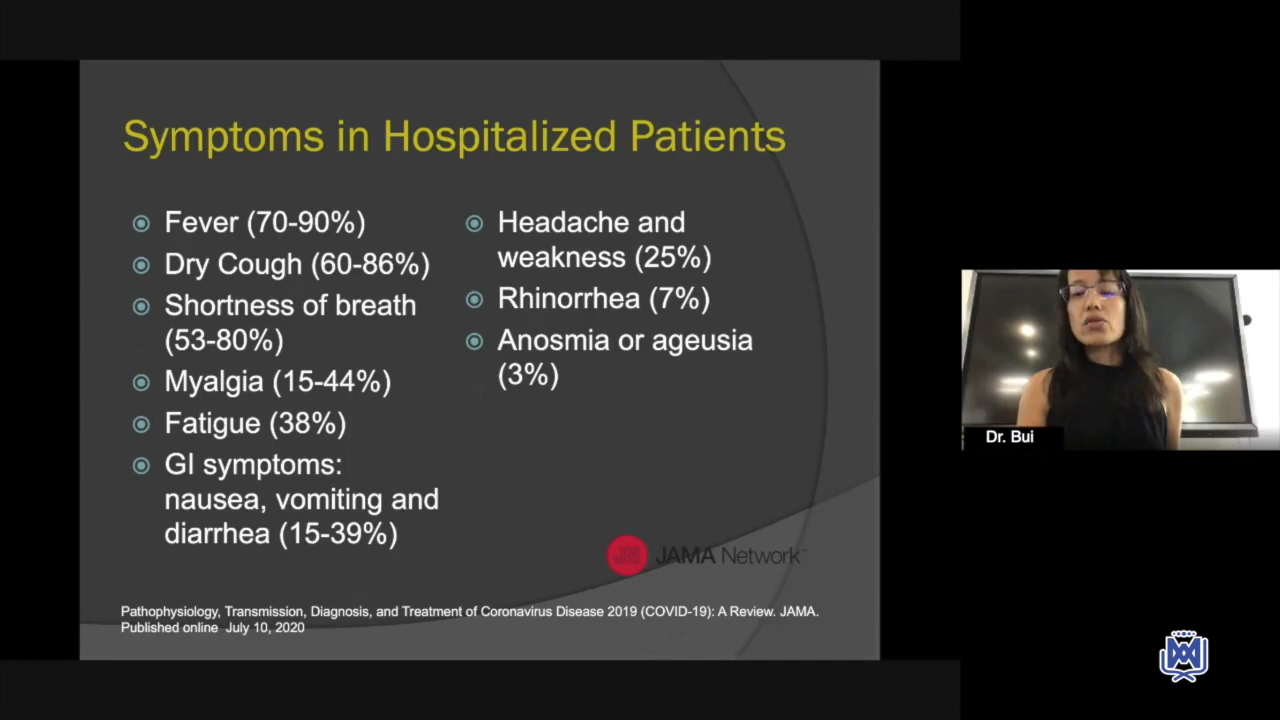 Symptoms in Hospitalized Patients
Fever (70-90%)
Dry Cough (60-86%)
Shortness of breath
(53-80%)
Myalgia (15-44%)
Fatigue (38%)
GI symptoms:
nausea, vomiting and
diarrhea (15-39%)
Headache and
weakness (25%)
Rhinorrhea (7%)
Anosmia or ageusia
(3%)
JAMA Network
Pathophysiology, Transmission, Diagnosis, and Treatment of Coronavirus Disease 2019 (COVID-19): A Review. JAMA.
Published online July 10, 2020
Dr. Bui